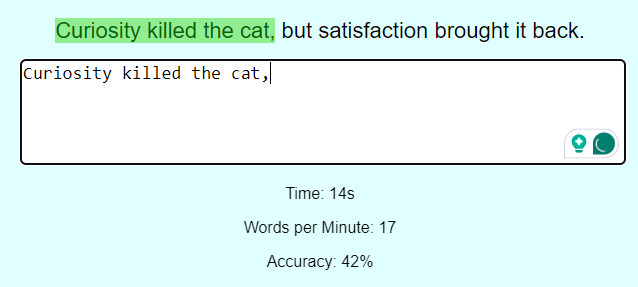 Curiosity killed the cat, but satisfaction brought it back.
Curiosity killed the cat,
Time: 14s
Words per Minute: 17
Accuracy: 42%